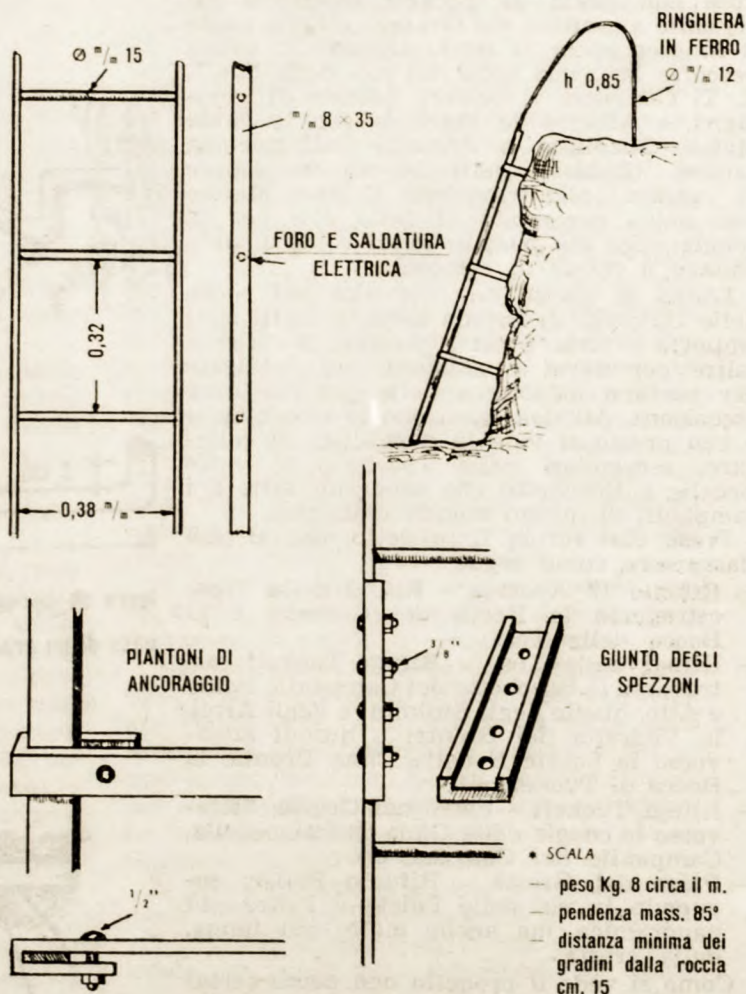 Ø m/m 15
m/m 8 × 35
FORO E SALDATURA
ELETTRICA
0,32
0,38 m/m
RINGHIERA
IN FERRO
Ø m/m 12
h 0,85
PIANTONI DI
ANCORAGGIO
1/2"
3/8"
GIUNTO DEGLI
SPEZZONI
• SCALA
peso Kg. 8 circa il m.
pendenza mass. 85°
distanza minima dei
gradini dalla roccia
cm. 15